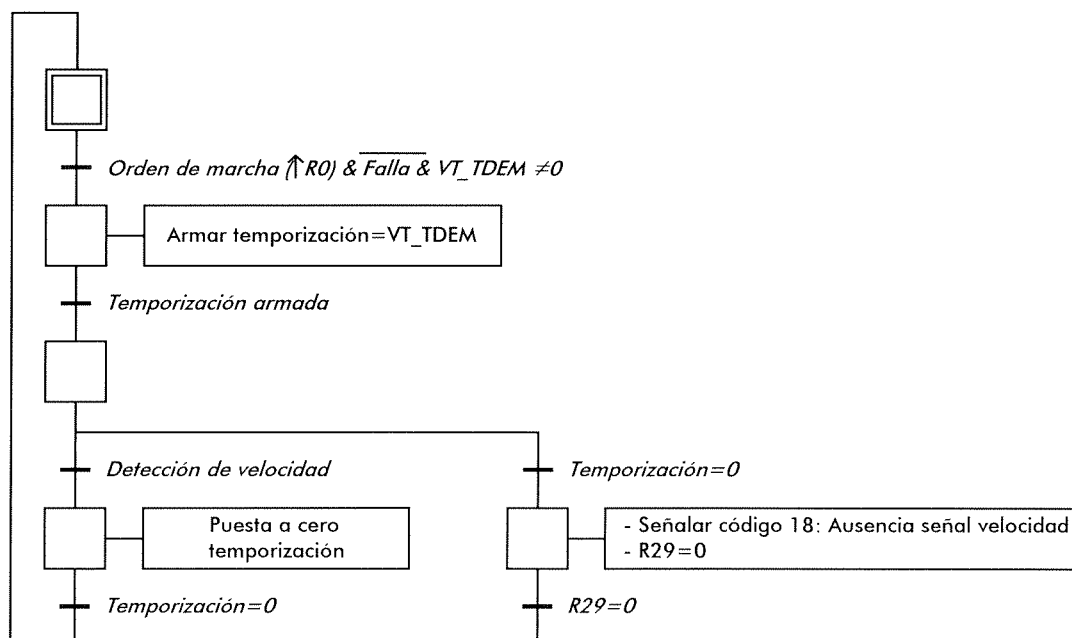 Orden de marcha (↑R0) & Falla & VT_TDEM ≠0
Armar temporización=VT_TDEM
Temporización armada
Detección de velocidad
Temporización=0
Puesta a cero
temporización
- Señalar código 18: Ausencia señal velocidad
- R29=0
Temporización=0
R29=0